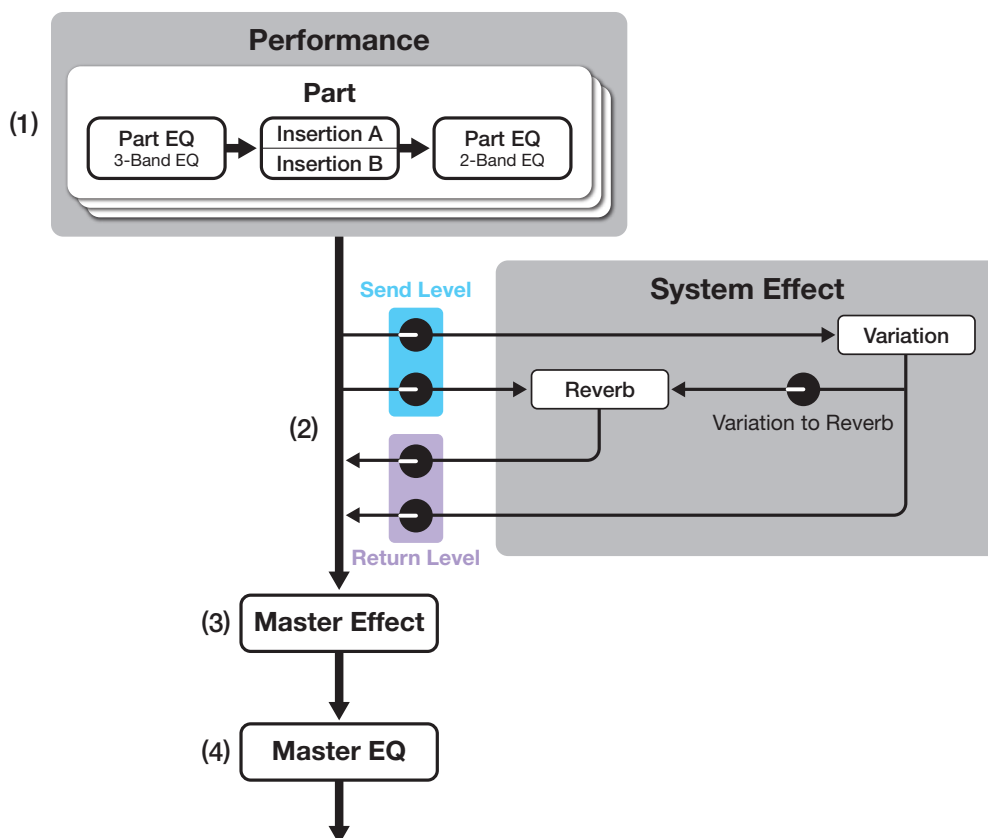 Performance
Part
(1)
Part EQ
3-Band EQ
Insertion A
Insertion B
Part EQ
2-Band EQ
Send Level
System Effect
Variation
Reverb
Variation to Reverb
(2)
Return Level
(3)
Master Effect
(4)
Master EQ